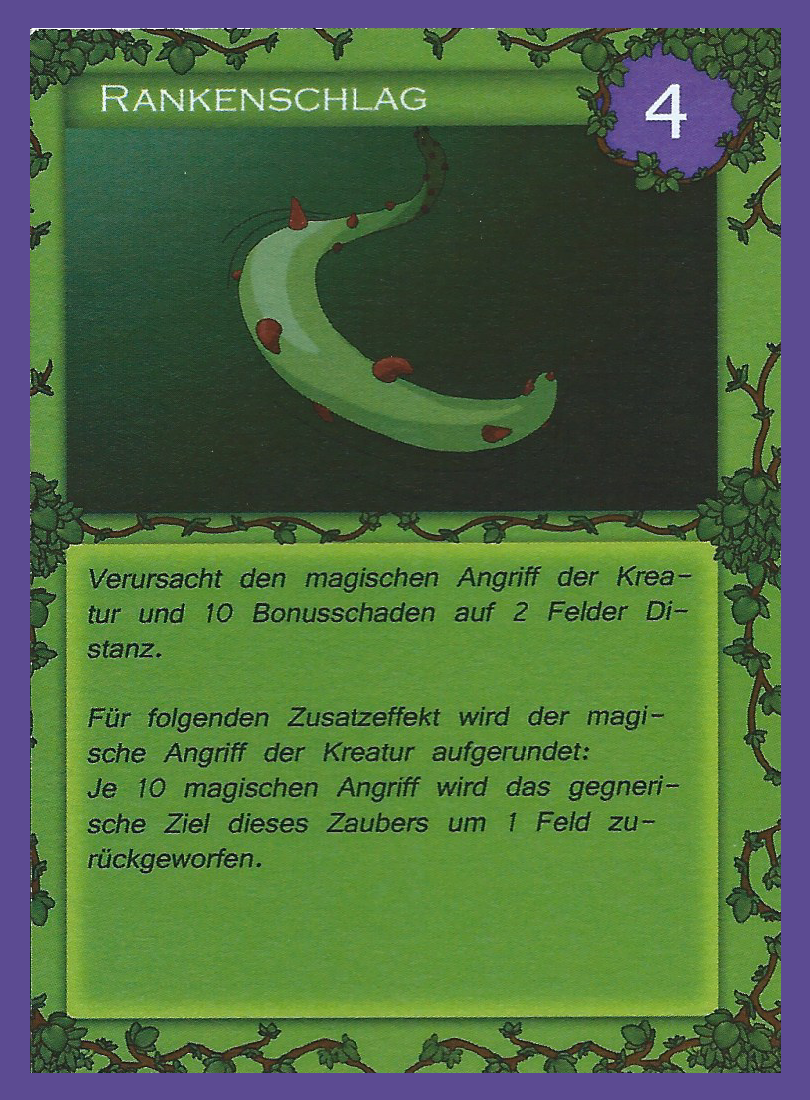 RANKENSCHLAG
4
Verursacht den magischen Angriff der Krea-
tur und 10 Bonusschaden auf 2 Felder Di-
stanz.
Für folgenden Zusatzeffekt wird der magi-
sche Angriff der Kreatur aufgerundet:
Je 10 magischen Angriff wird das gegneri-
sche Ziel dieses Zaubers um 1 Feld zu-
rückgeworfen.